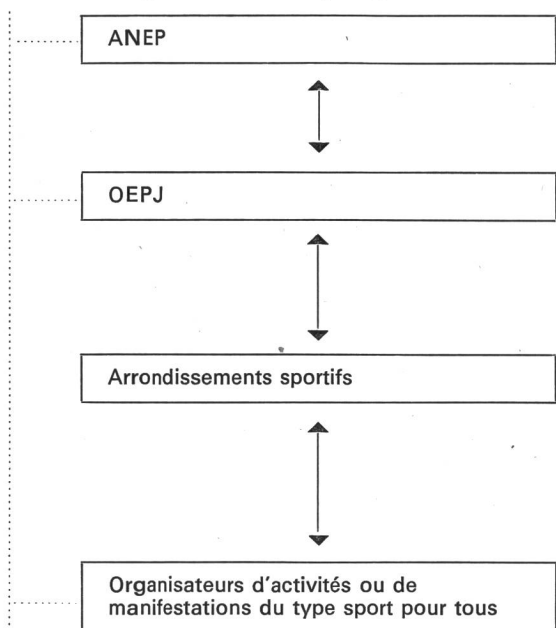 ANEP
OEPJ
Arrondissements sportifs
Organisateurs d'activités ou de
manifestations du type sport pour tous